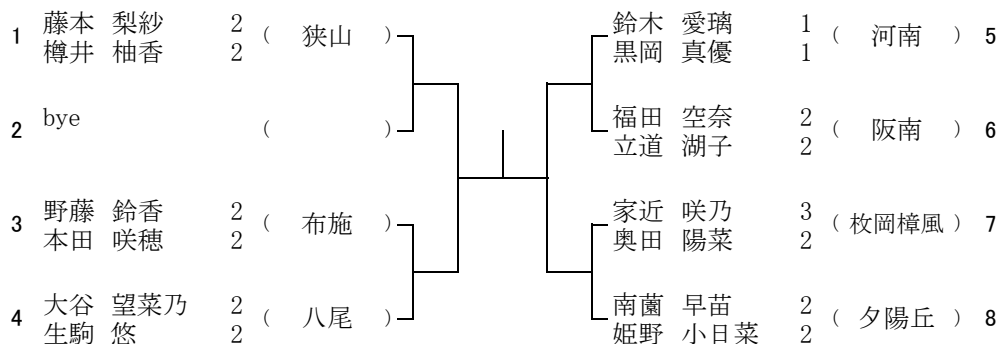 1 藤本 梨紗 2 ( 狭山 )
樽井 柚香 2
2 bye ( )
3 野藤 鈴香 2 ( 布施 )
本田 咲穂 2
4 大谷 望菜乃 2 ( 八尾 )
生駒 悠 2
鈴木 愛璃 1 ( 河南 ) 5
黒岡 真優 1
福田 空奈 2 ( 阪南 ) 6
立道 湖子 2
家近 咲乃 3 ( 枚岡樟風 ) 7
奥田 陽菜 2
南薗 早苗 2 ( 夕陽丘 ) 8
姫野 小日菜 2